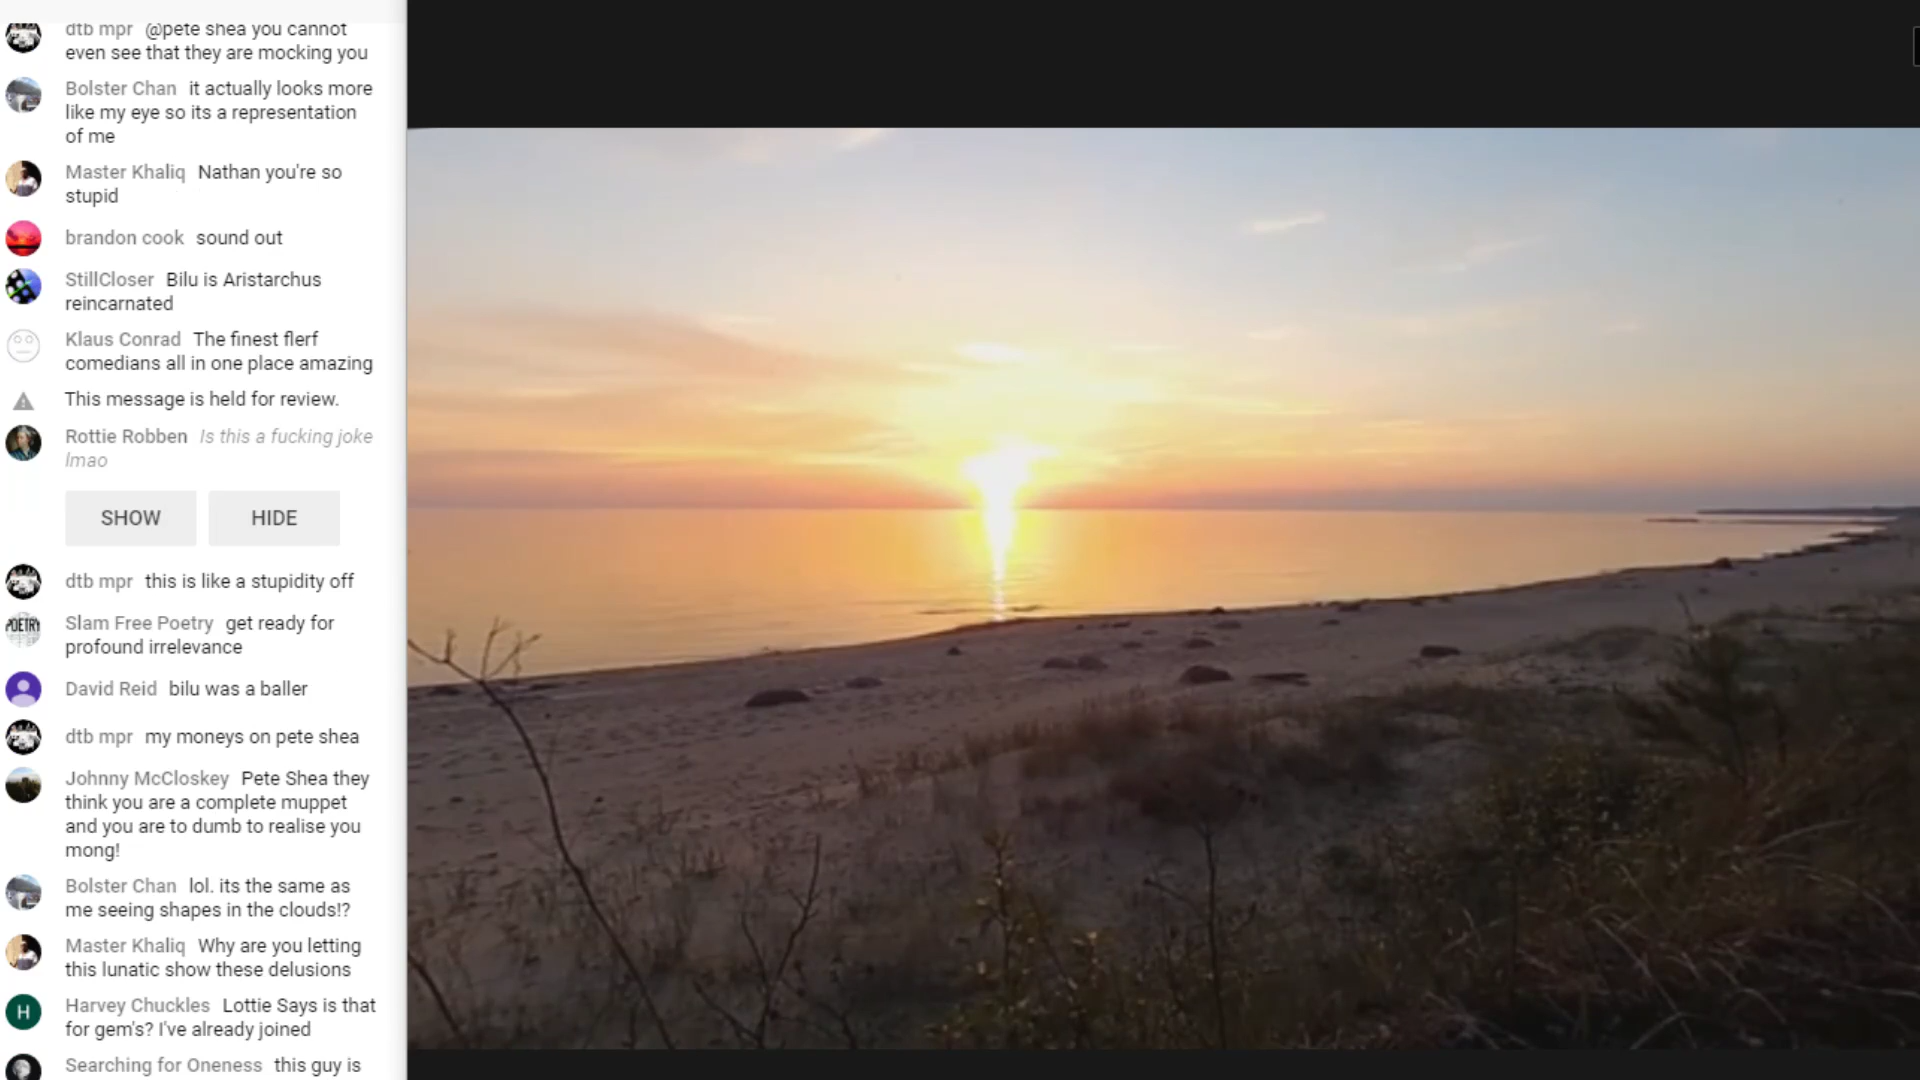 dtb mpr @pete shea you cannot
even see that they are mocking you
Bolster Chan it actually looks more
like my eye so its a representation
of me
Master Khaliq Nathan you're so
stupid
brandon cook sound out
StillCloser Bilu is Aristarchus
reincarnated
Klaus Conrad The finest flerf
comedians all in one place amazing
This message is held for review.
Rottie Robben Is this a fucking joke
lmao
SHOW HIDE
dtb mpr this is like a stupidity off
POETRY
Slam Free Poetry get ready for
profound irrelevance
David Reid bilu was a baller
dtb mpr my moneys on pete shea
Johnny McCloskey Pete Shea they
think you are a complete muppet
and you are to dumb to realise you
mong!
Bolster Chan lol. its the same as
me seeing shapes in the clouds!?
Master Khaliq Why are you letting
this lunatic show these delusions
H
Harvey Chuckles Lottie Says is that
for gem's? I've already joined
Searching for Oneness this guy is